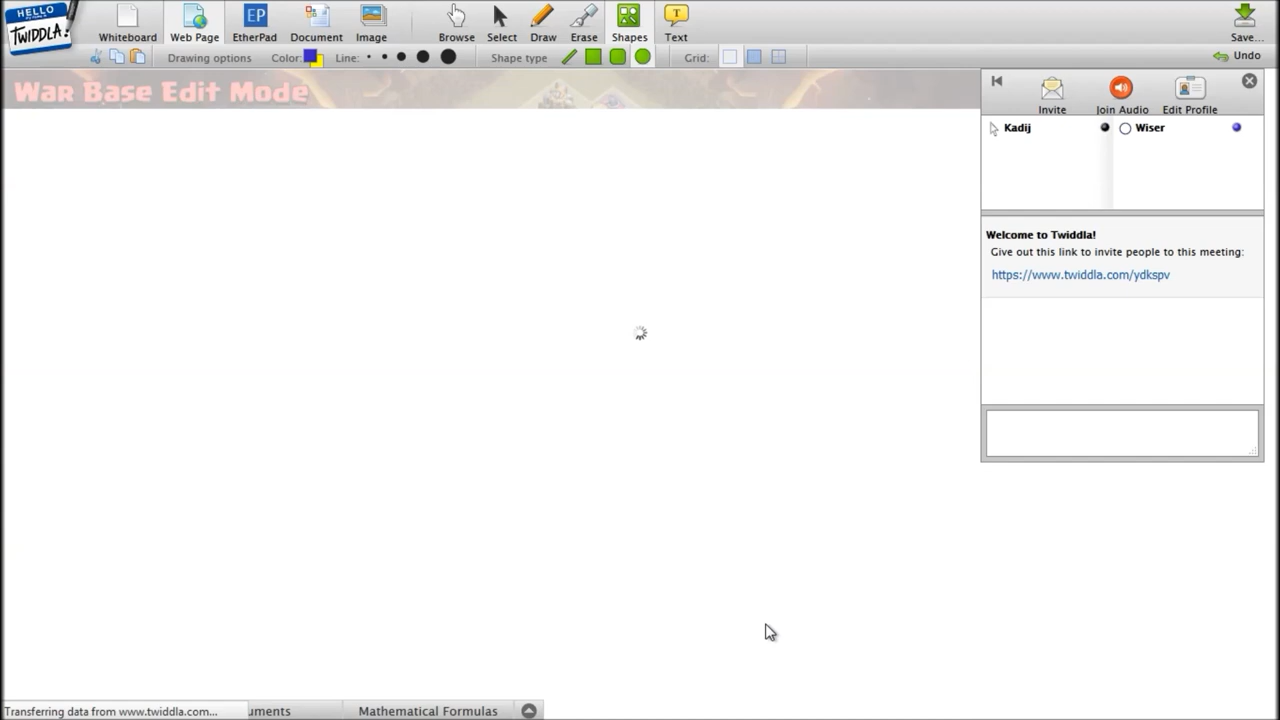 HELLO
TWIDDLA!
Whiteboard Web Page EtherPad Document Image Browse Select Draw Erase Shapes Text Save...
EP
T
Drawing options Color: Line: Shape type Grid: Undo
War Base Edit Mode
Invite Join Audio Edit Profile
Kadij Wiser
Welcome to Twiddla!
Give out this link to invite people to this meeting:
https://www.twiddla.com/ydkspv
Transferring data from www.twiddla.com... uments Mathematical Formulas